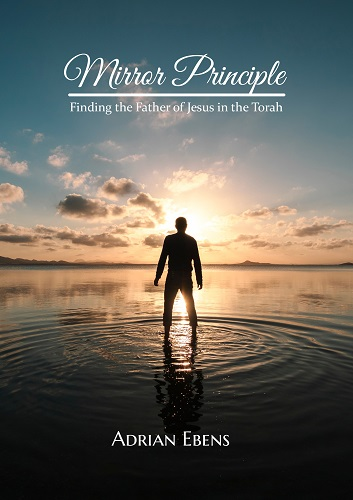 Mirror Principle
Finding the Father of Jesus in the Torah
Adrian Ebens